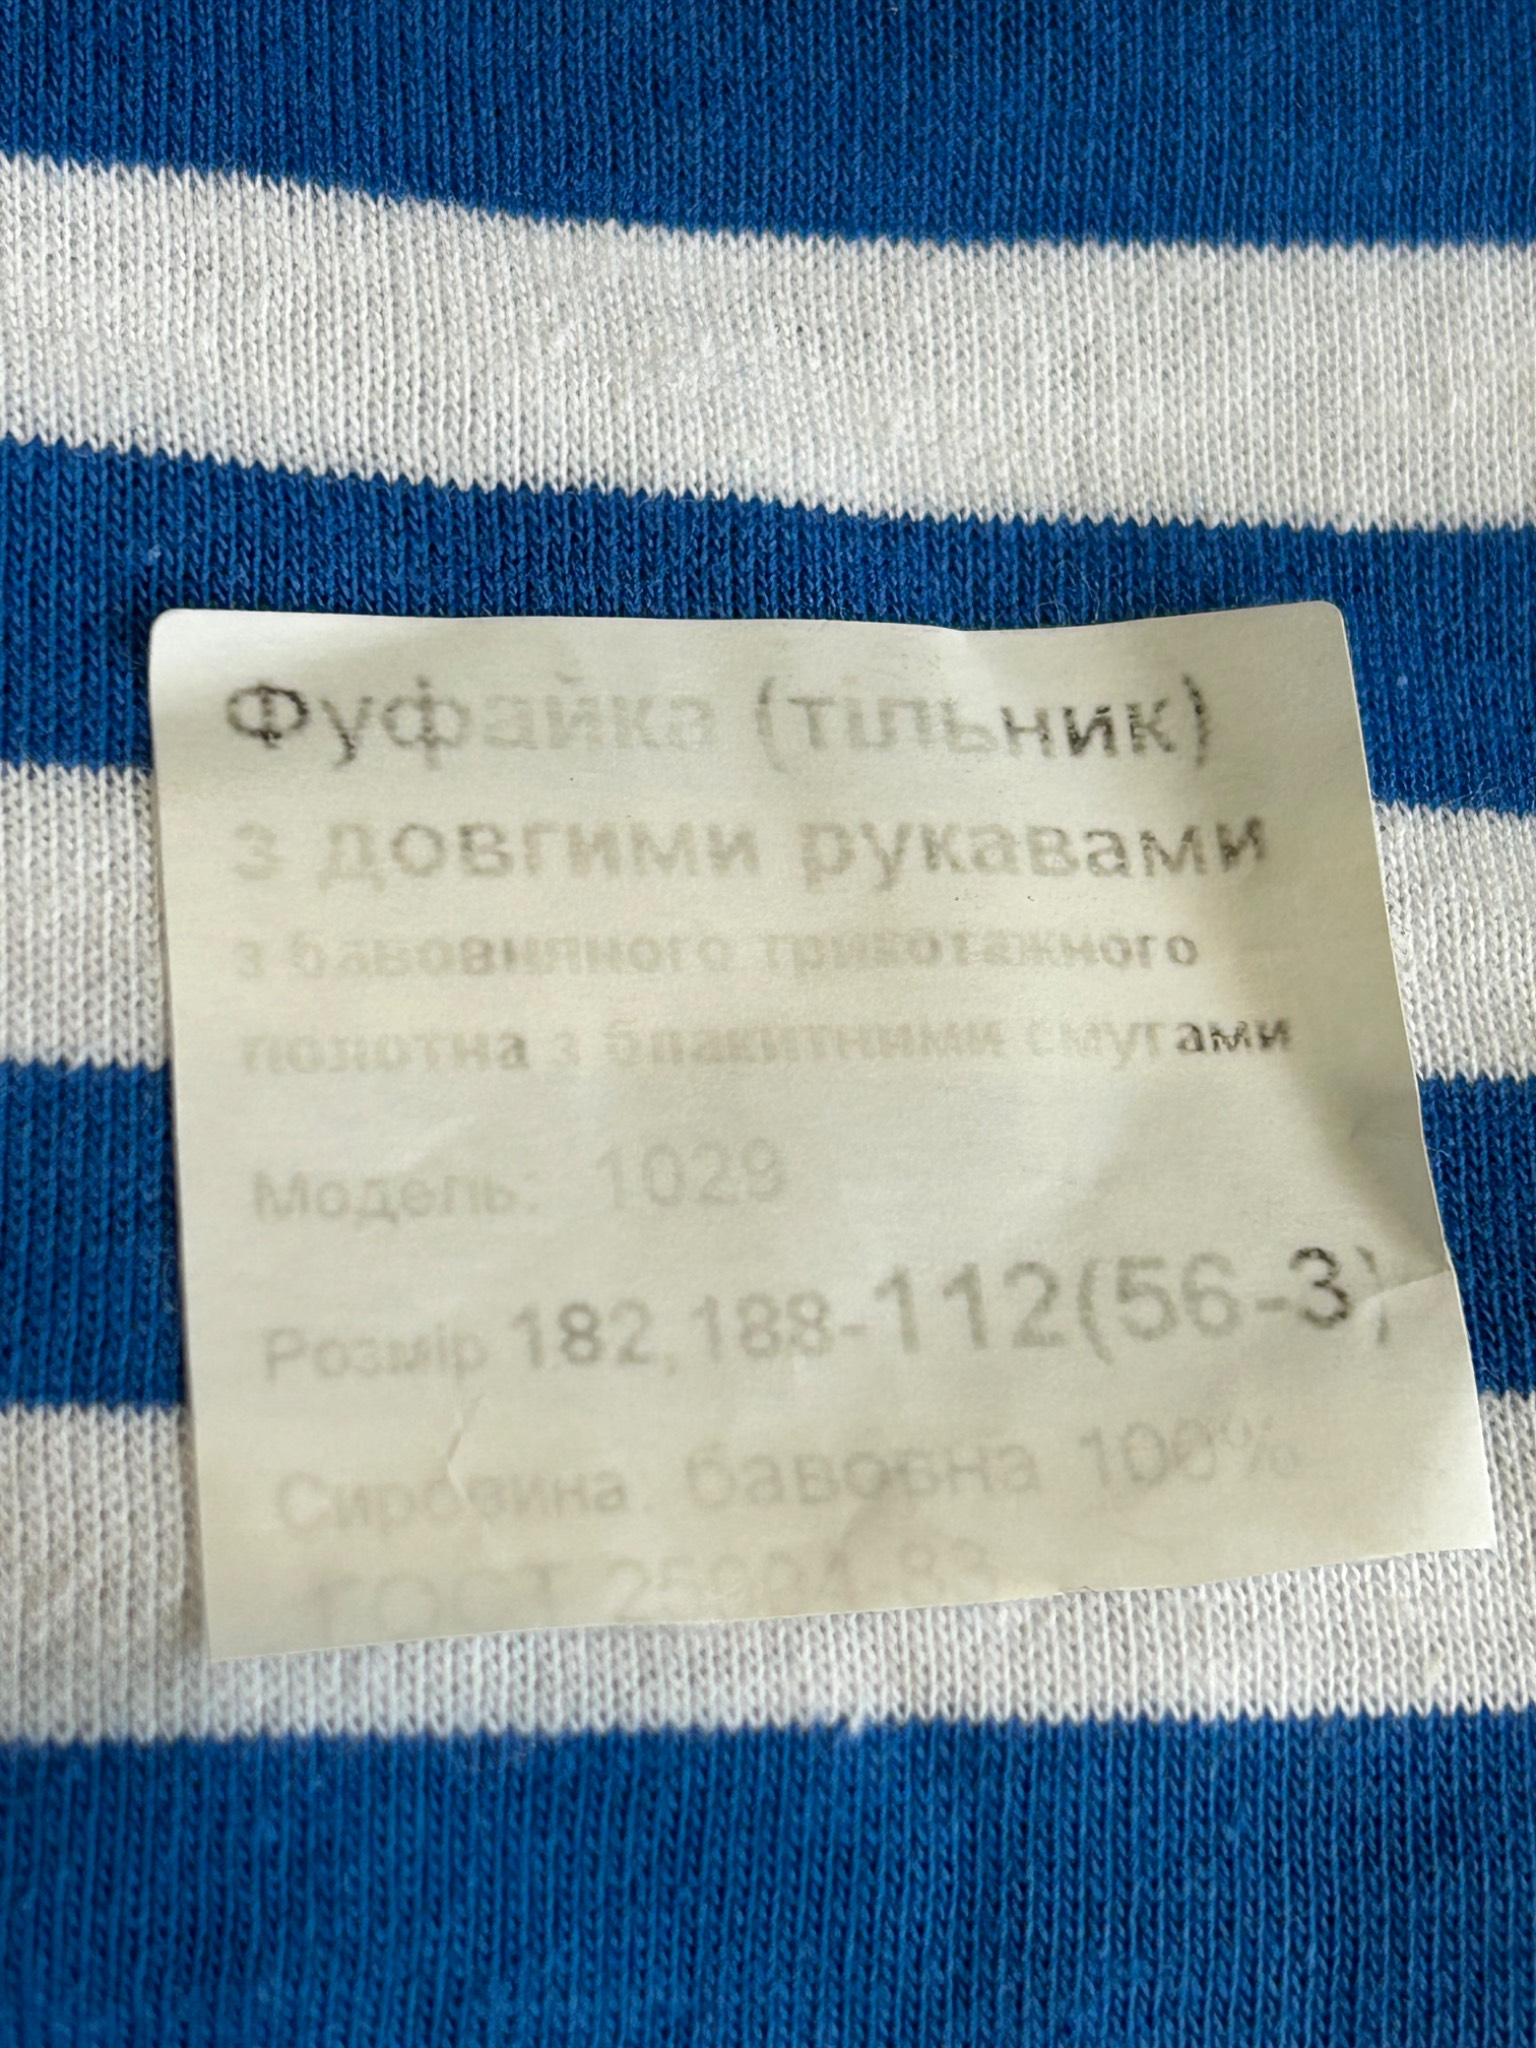 Фуфайка (тільник)
з довгими рукавами
з бавовняного трикотажного
полотна з блакитними смугами
Модель: 1029
Розмір 182,188-112(56-3)
Сировина: бавовна 100%
ГОСТ